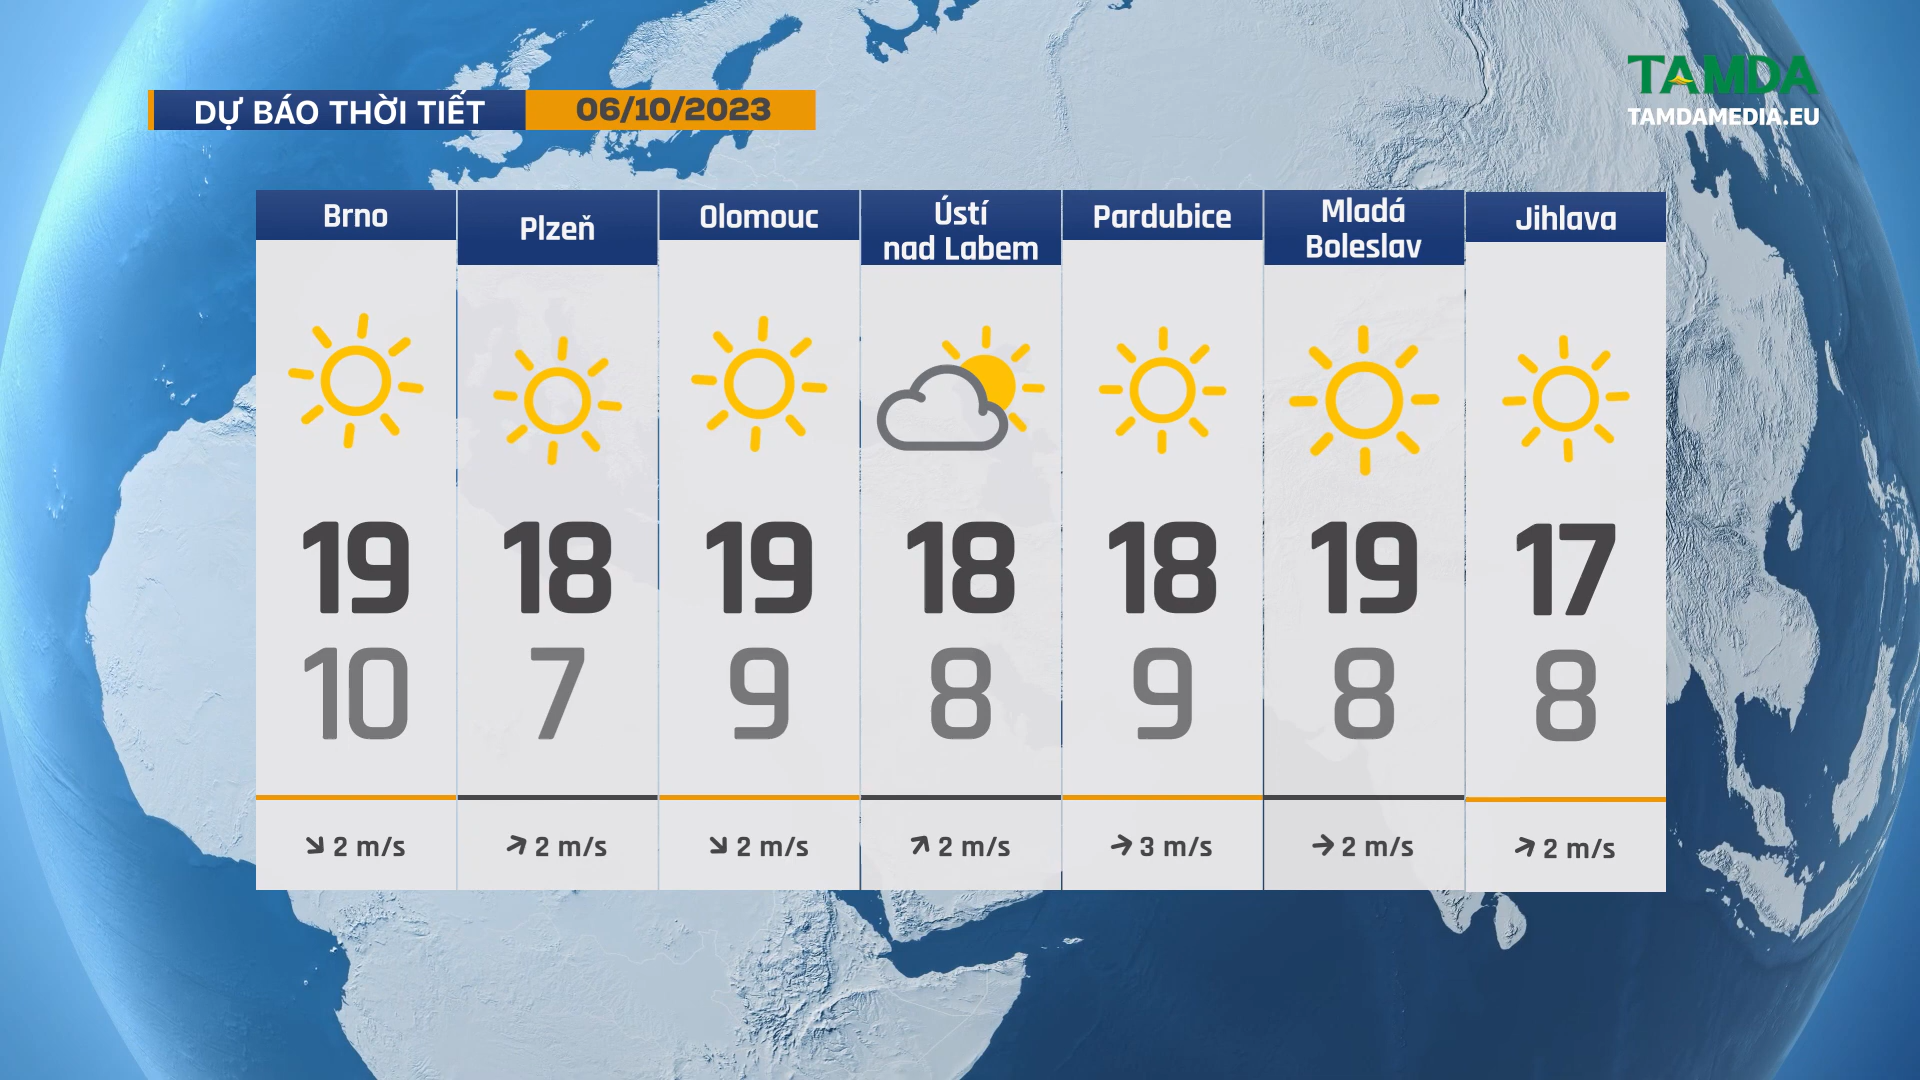 DỰ BÁO THỜI TIẾT
06/10/2023
TAMDA
TAMDAMEDIA.EU
Brno
19
10
2 m/s
Plzeň
18
7
2 m/s
Olomouc
19
9
2 m/s
Ústí
nad Labem
18
8
2 m/s
Pardubice
18
9
3 m/s
Mladá
Boleslav
19
8
2 m/s
Jihlava
17
8
2 m/s